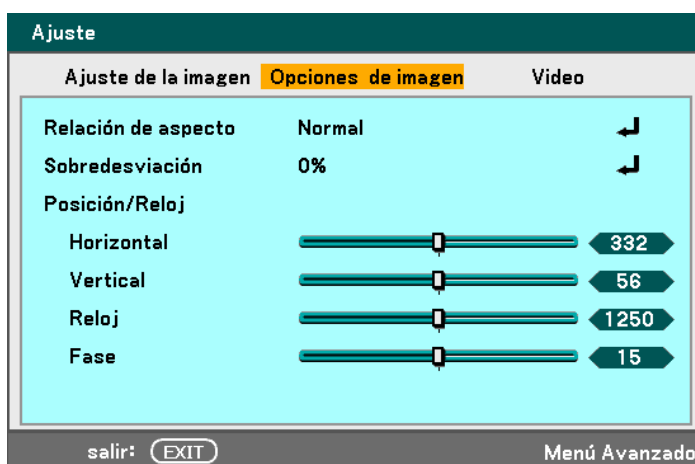 Ajuste
Ajuste de la imagen Opciones de imagen Video
Relación de aspecto Normal
Sobredesviación 0%
Posición/Reloj
Horizontal 332
Vertical 56
Reloj 1250
Fase 15
salir: EXIT Menú Avanzado